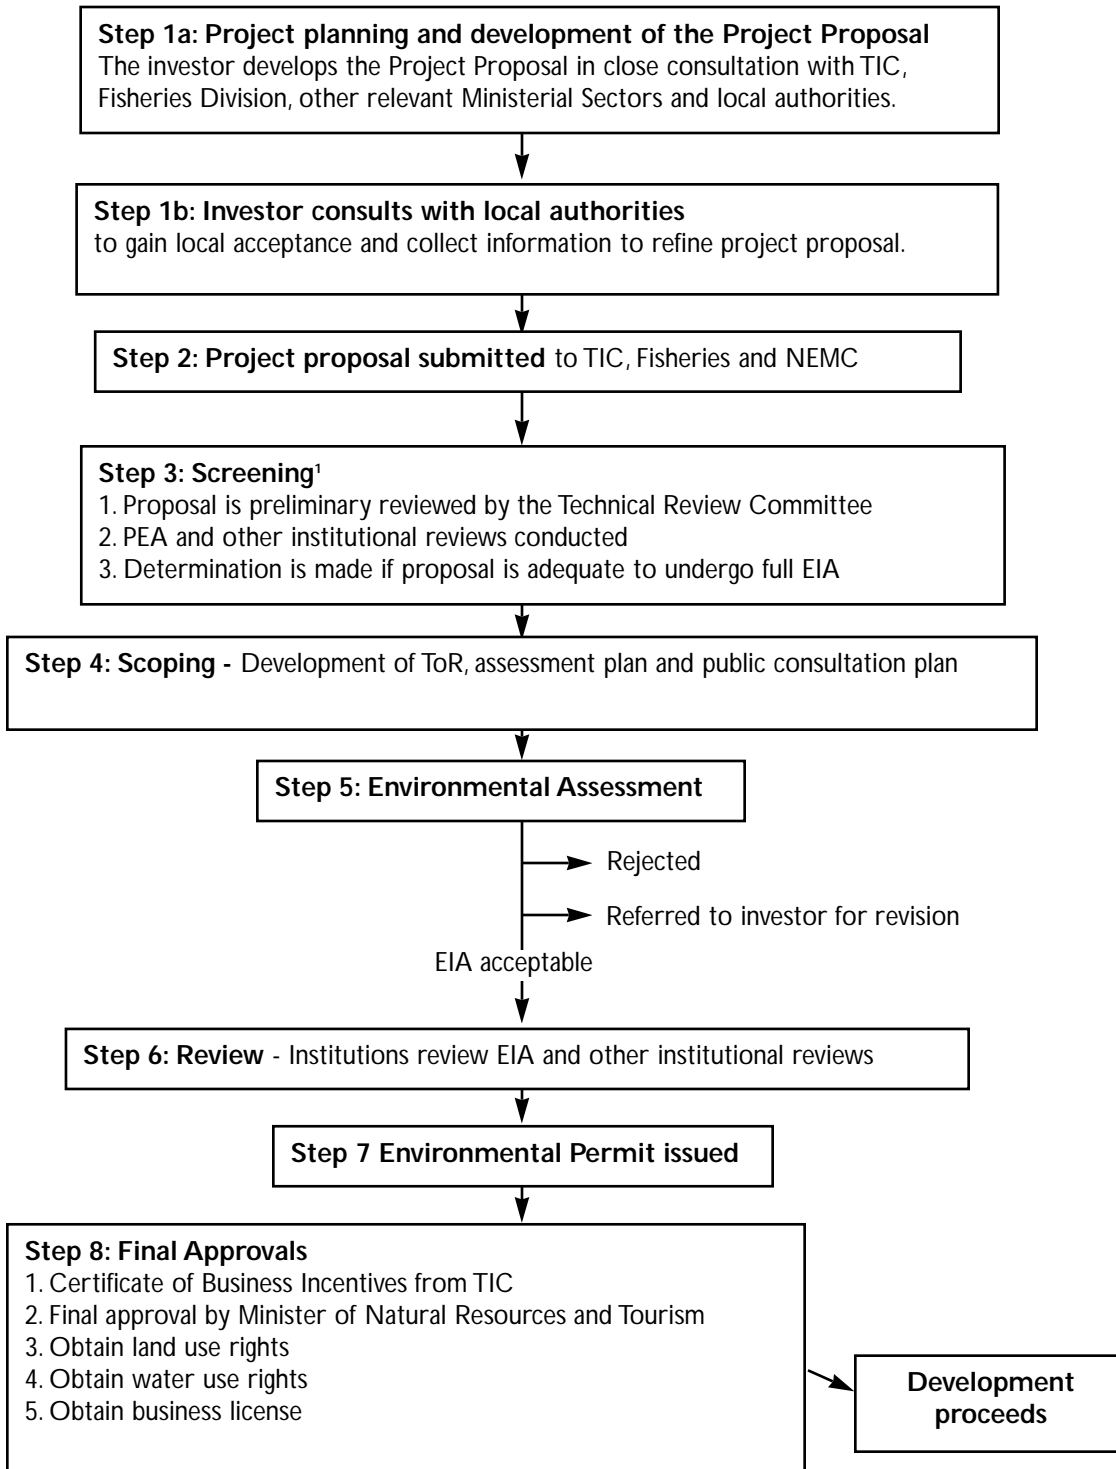 Step 1a: Project planning and development of the Project Proposal
The investor develops the Project Proposal in close consultation with TIC,
Fisheries Division, other relevant Ministerial Sectors and local authorities.
Step 1b: Investor consults with local authorities
to gain local acceptance and collect information to refine project proposal.
Step 2: Project proposal submitted to TIC, Fisheries and NEMC
Step 3: Screening¹
1. Proposal is preliminary reviewed by the Technical Review Committee
2. PEA and other institutional reviews conducted
3. Determination is made if proposal is adequate to undergo full EIA
Step 4: Scoping - Development of ToR, assessment plan and public consultation plan
Step 5: Environmental Assessment
Rejected
Referred to investor for revision
EIA acceptable
Step 6: Review - Institutions review EIA and other institutional reviews
Step 7 Environmental Permit issued
Step 8: Final Approvals
1. Certificate of Business Incentives from TIC
2. Final approval by Minister of Natural Resources and Tourism
3. Obtain land use rights
4. Obtain water use rights
5. Obtain business license
Development
proceeds